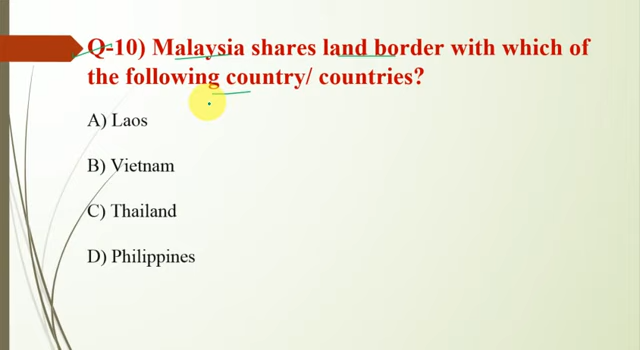 Q-10) Malaysia shares land border with which of
the following country/ countries?
A) Laos
B) Vietnam
C) Thailand
D) Philippines